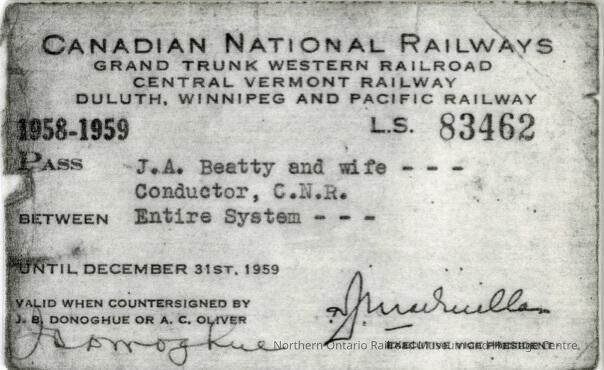 CANADIAN NATIONAL RAILWAYS
GRAND TRUNK WESTERN RAILROAD
CENTRAL VERMONT RAILWAY
DULUTH, WINNIPEG AND PACIFIC RAILWAY
1958-1959 L.S. 83462
PASS J.A. Beatty and wife - - -
Conductor, C.N.R.
BETWEEN Entire System - - -
UNTIL DECEMBER 31ST, 1959
VALID WHEN COUNTERSIGNED BY
J. B. DONOGHUE OR A. C. OLIVER
JBDonoghue
EXECUTIVE VICE PRESIDENT
Northern Ontario Railroad Museum and Heritage Centre.